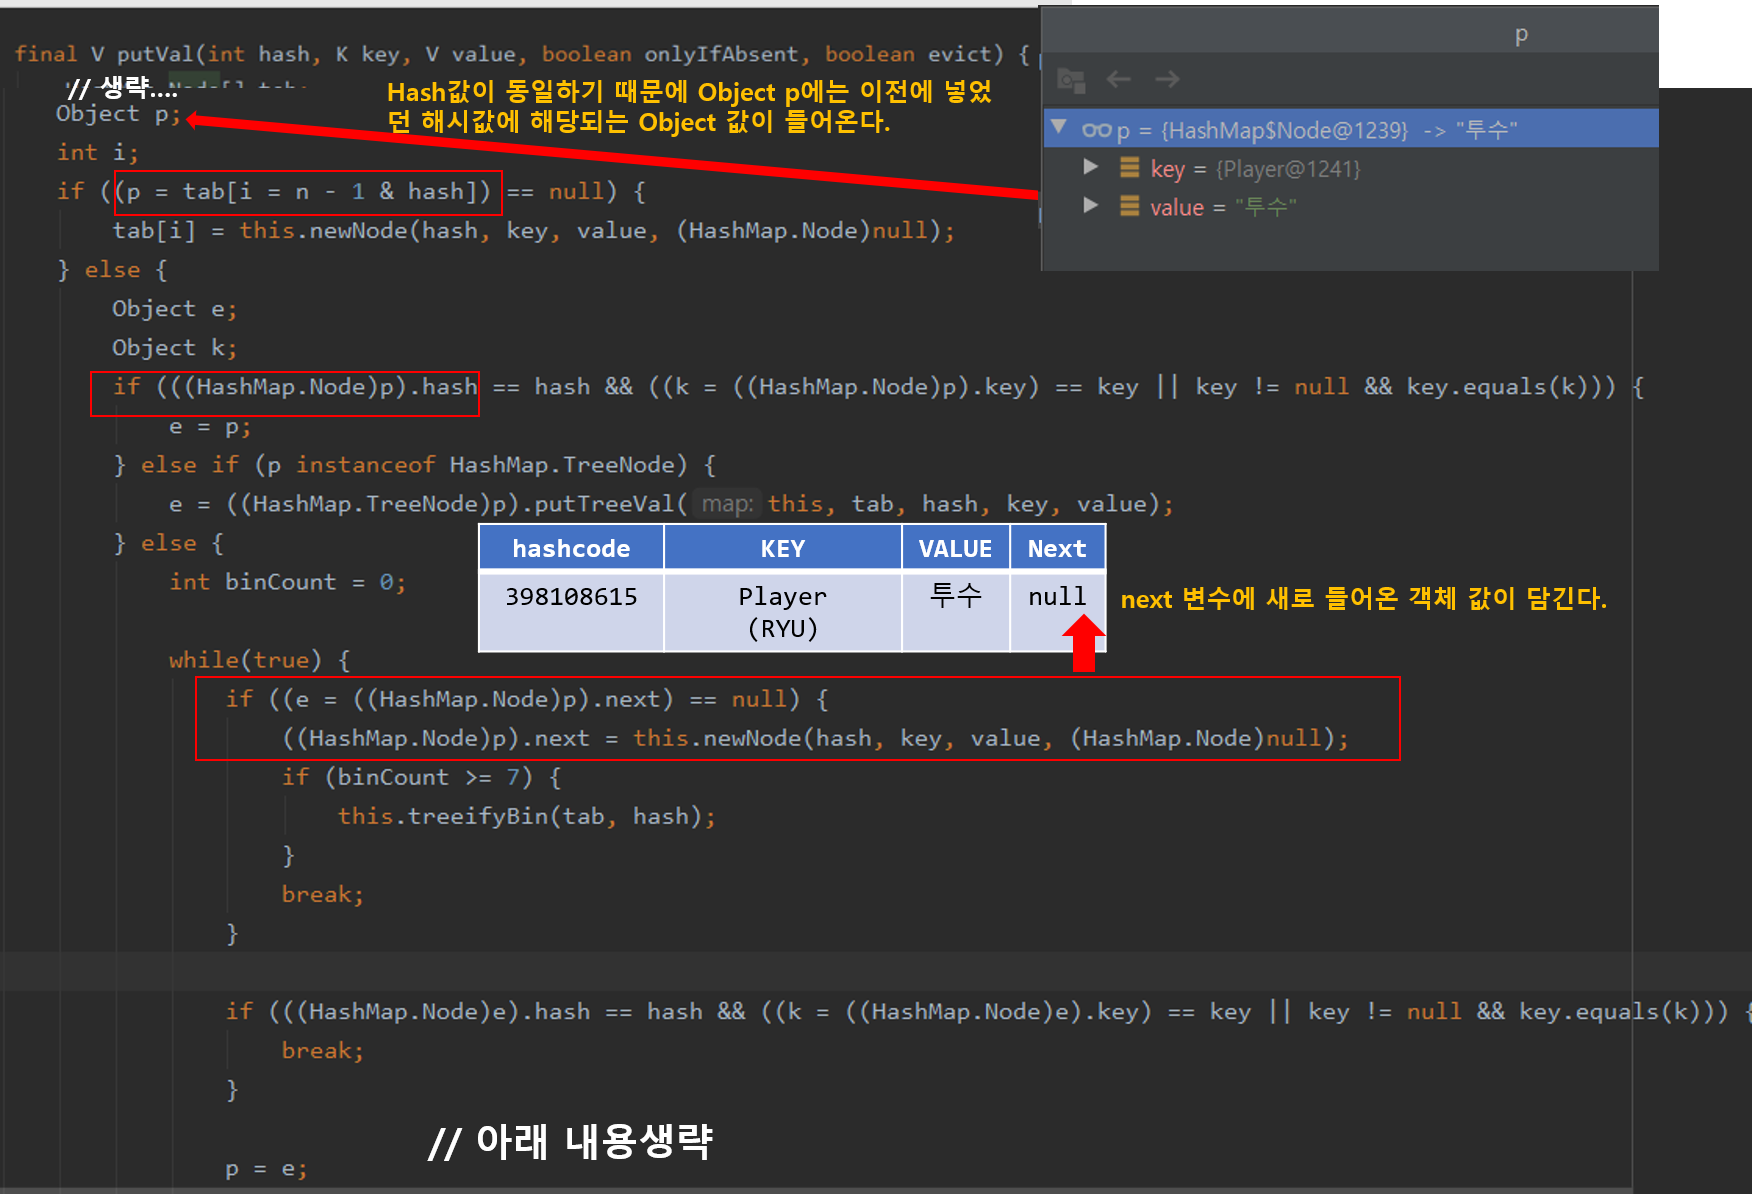 final V putVal(int hash, K key, V value, boolean onlyIfAbsent, boolean evict) {
// 생략....
Object p;
Hash값이 동일하기 때문에 Object p에는 이전에 넣었
던 해시값에 해당되는 Object 값이 들어온다.
p
p = {HashMap$Node@1239} -> "투수"
key = {Player@1241}
value = "투수"
int i;
if ((p = tab[i = n - 1 & hash]) == null) {
tab[i] = this.newNode(hash, key, value, (HashMap.Node)null);
} else {
Object e;
Object k;
if (((HashMap.Node)p).hash == hash && ((k = ((HashMap.Node)p).key) == key || key != null && key.equals(k))) {
e = p;
} else if (p instanceof HashMap.TreeNode) {
e = ((HashMap.TreeNode)p).putTreeVal( map: this, tab, hash, key, value);
} else {
int binCount = 0;
hashcode KEY VALUE Next
398108615 Player 투수 null
(RYU)
next 변수에 새로 들어온 객체 값이 담긴다.
while(true) {
if ((e = ((HashMap.Node)p).next) == null) {
((HashMap.Node)p).next = this.newNode(hash, key, value, (HashMap.Node)null);
if (binCount >= 7) {
this.treeifyBin(tab, hash);
}
break;
}
if (((HashMap.Node)e).hash == hash && ((k = ((HashMap.Node)e).key) == key || key != null && key.equals(k))) {
break;
}
// 아래 내용생략
p = e;